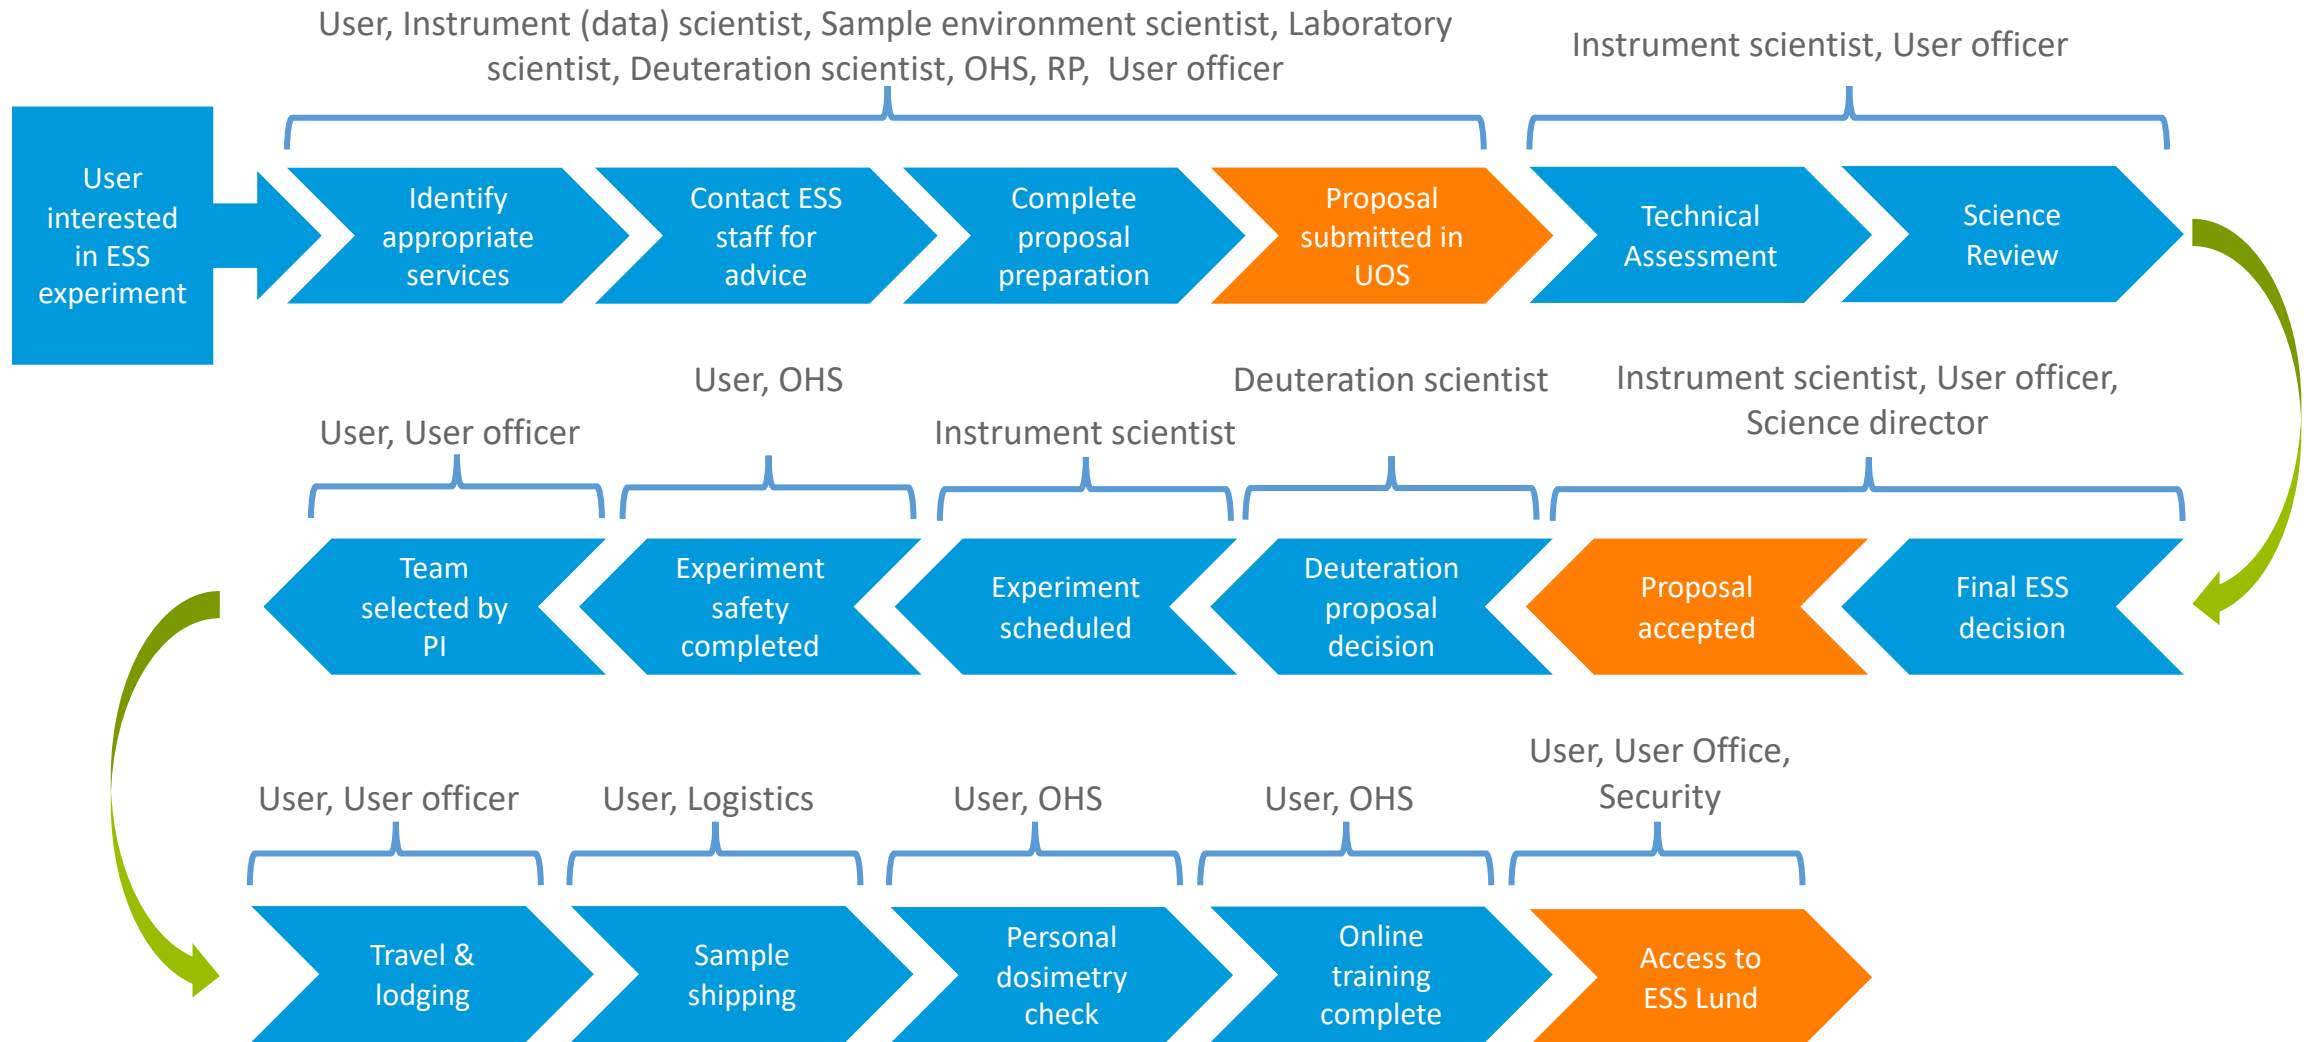 User, Instrument (data) scientist, Sample environment scientist, Laboratory
scientist, Deuteration scientist, OHS, RP, User officer
Instrument scientist, User officer
User
interested
in ESS
experiment
Identify
appropriate
services
Contact ESS
staff for
advice
Complete
proposal
preparation
Proposal
submitted in
UOS
Technical
Assessment
Science
Review
Instrument scientist, User officer,
Science director
Deuteration scientist
Instrument scientist
User, OHS
User, User officer
Final ESS
decision
Proposal
accepted
Deuteration
proposal
decision
Experiment
scheduled
Experiment
safety
completed
Team
selected by
PI
User, User officer
User, Logistics
User, OHS
User, OHS
User, User Office,
Security
Travel &
lodging
Sample
shipping
Personal
dosimetry
check
Online
training
complete
Access to
ESS Lund